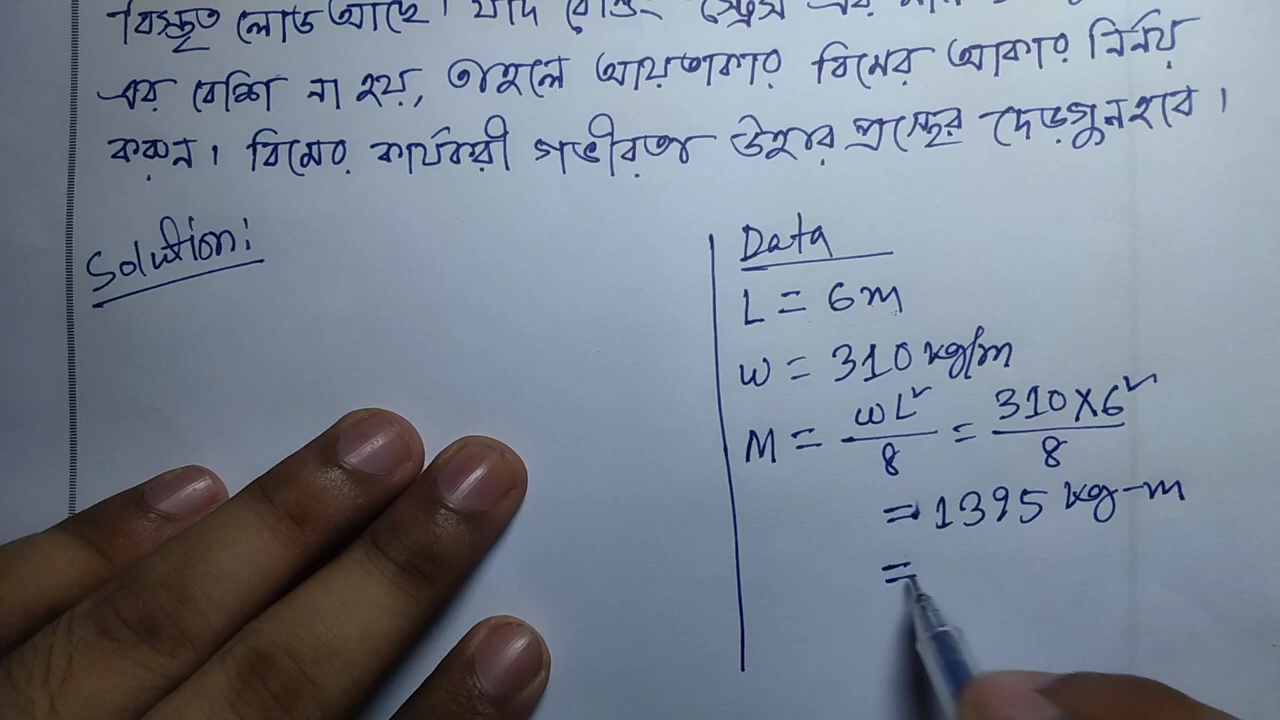 বিস্তৃত লোড আছে। যদি বেন্ডিং স্ট্রেস এর মান
এর বেশি না হয়, তাহলে আয়তাকার বিমের আকার নির্নয়
করুন। বিমের কার্যকরী গভীরতা উহার প্রস্থের দেড়গুন হবে।
Solution:
Data
L = 6m
w = 310 kg/m
M = wL²/8 = 310×6²/8
= 1395 kg-m
=